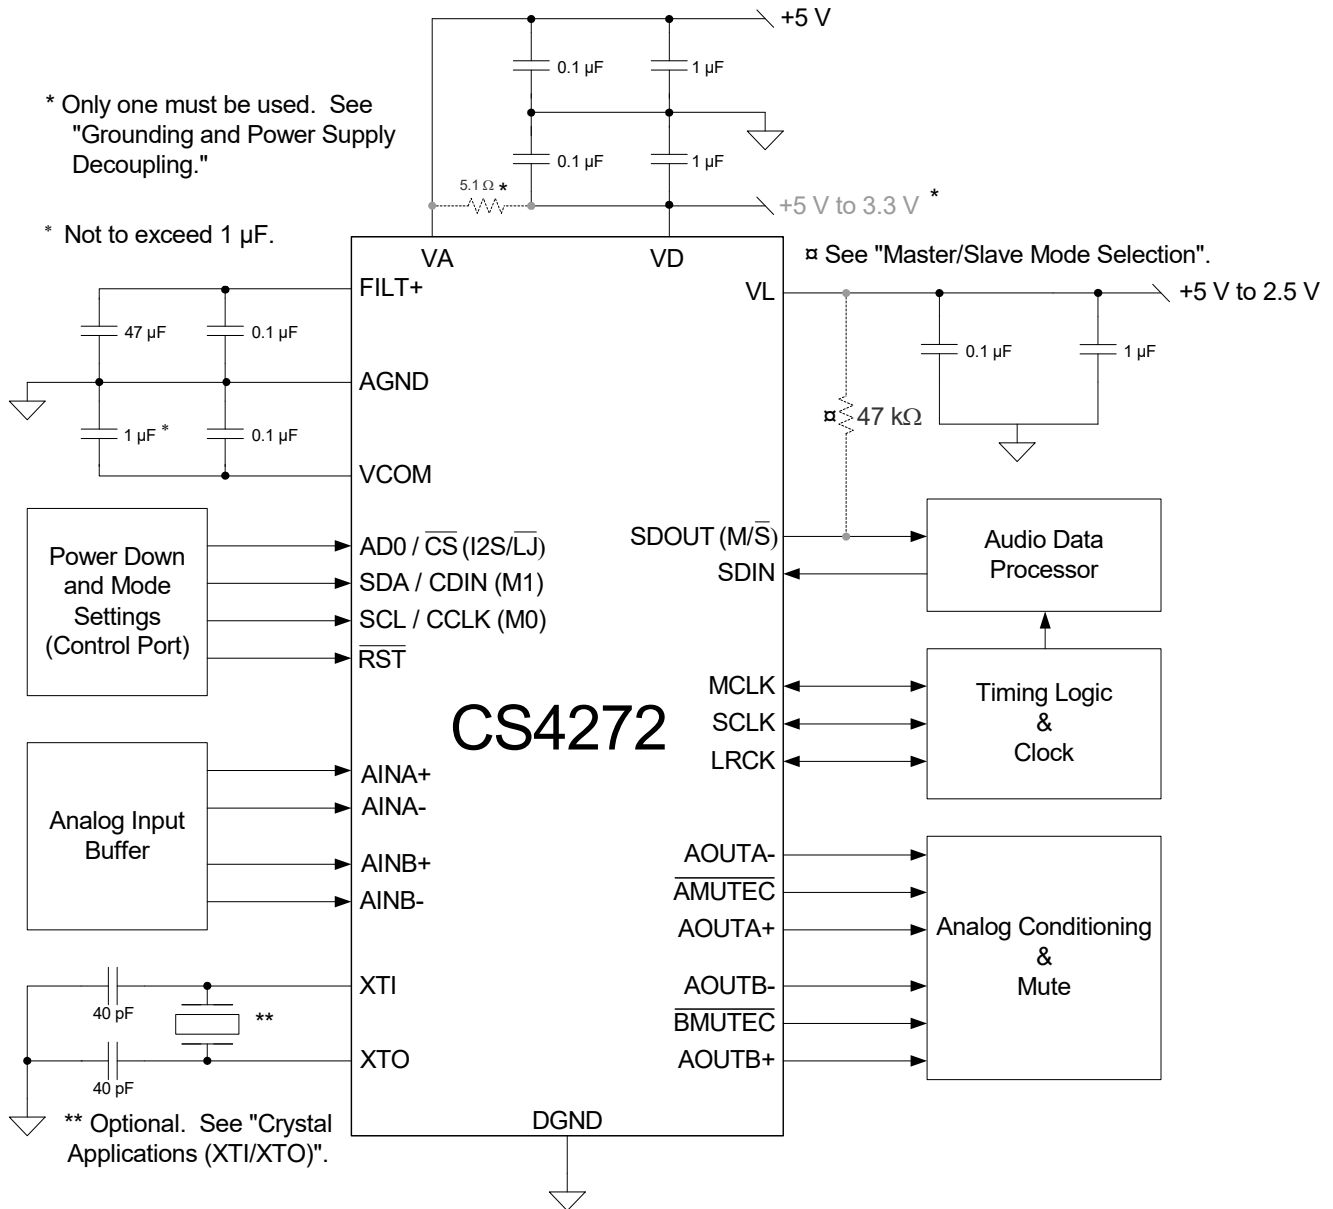 +5 V
0.1 µF
1 µF
* Only one must be used. See
"Grounding and Power Supply
Decoupling."
0.1 µF
1 µF
5.1 Ω *
+5 V to 3.3 V *
* Not to exceed 1 µF.
VA
VD
¤ See "Master/Slave Mode Selection".
FILT+
VL
+5 V to 2.5 V
47 µF
0.1 µF
0.1 µF
1 µF
AGND
¤ 47 kΩ
1 µF *
0.1 µF
VCOM
Power Down
and Mode
Settings
(Control Port)
AD0 / C̅S̅ (I2S/L̅J̅)
SDA / CDIN (M1)
SCL / CCLK (M0)
R̅S̅T̅
SDOUT (M/S̅)
SDIN
Audio Data
Processor
CS4272
MCLK
SCLK
LRCK
Timing Logic
&
Clock
Analog Input
Buffer
AINA+
AINA-
AINB+
AINB-
AOUTA-
A̅M̅U̅T̅E̅C̅
AOUTA+
AOUTB-
B̅M̅U̅T̅E̅C̅
AOUTB+
Analog Conditioning
&
Mute
XTI
40 pF
**
XTO
40 pF
** Optional. See "Crystal
Applications (XTI/XTO)".
DGND